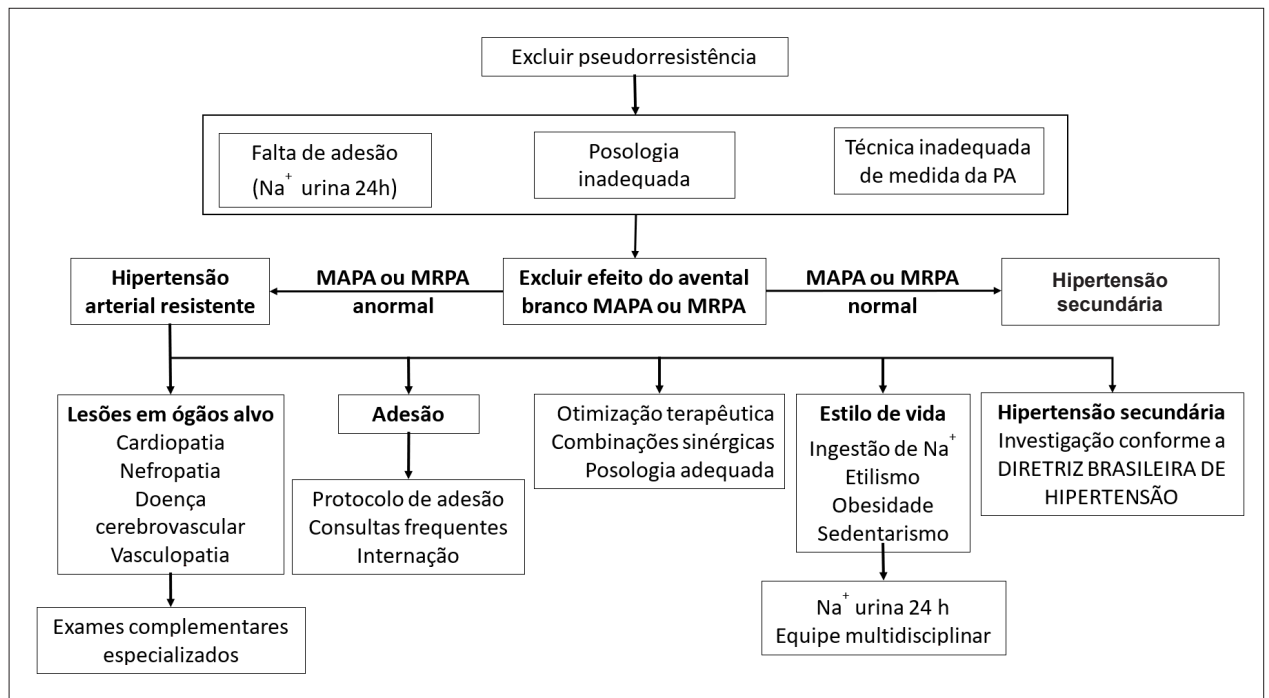 Excluir pseudorresistência
Falta de adesão
(Na⁺ urina 24h)
Posologia
inadequada
Técnica inadequada
de medida da PA
Hipertensão
arterial resistente
MAPA ou MRPA
anormal
Excluir efeito do avental
branco MAPA ou MRPA
MAPA ou MRPA
normal
Hipertensão
secundária
Lesões em ógãos alvo
Cardiopatia
Nefropatia
Doença
cerebrovascular
Vasculopatia
Exames complementares
especializados
Adesão
Protocolo de adesão
Consultas frequentes
Internação
Otimização terapêutica
Combinações sinérgicas
Posologia adequada
Estilo de vida
Ingestão de Na⁺
Etilismo
Obesidade
Sedentarismo
Na⁺ urina 24 h
Equipe multidisciplinar
Hipertensão secundária
Investigação conforme a
DIRETRIZ BRASILEIRA DE
HIPERTENSÃO